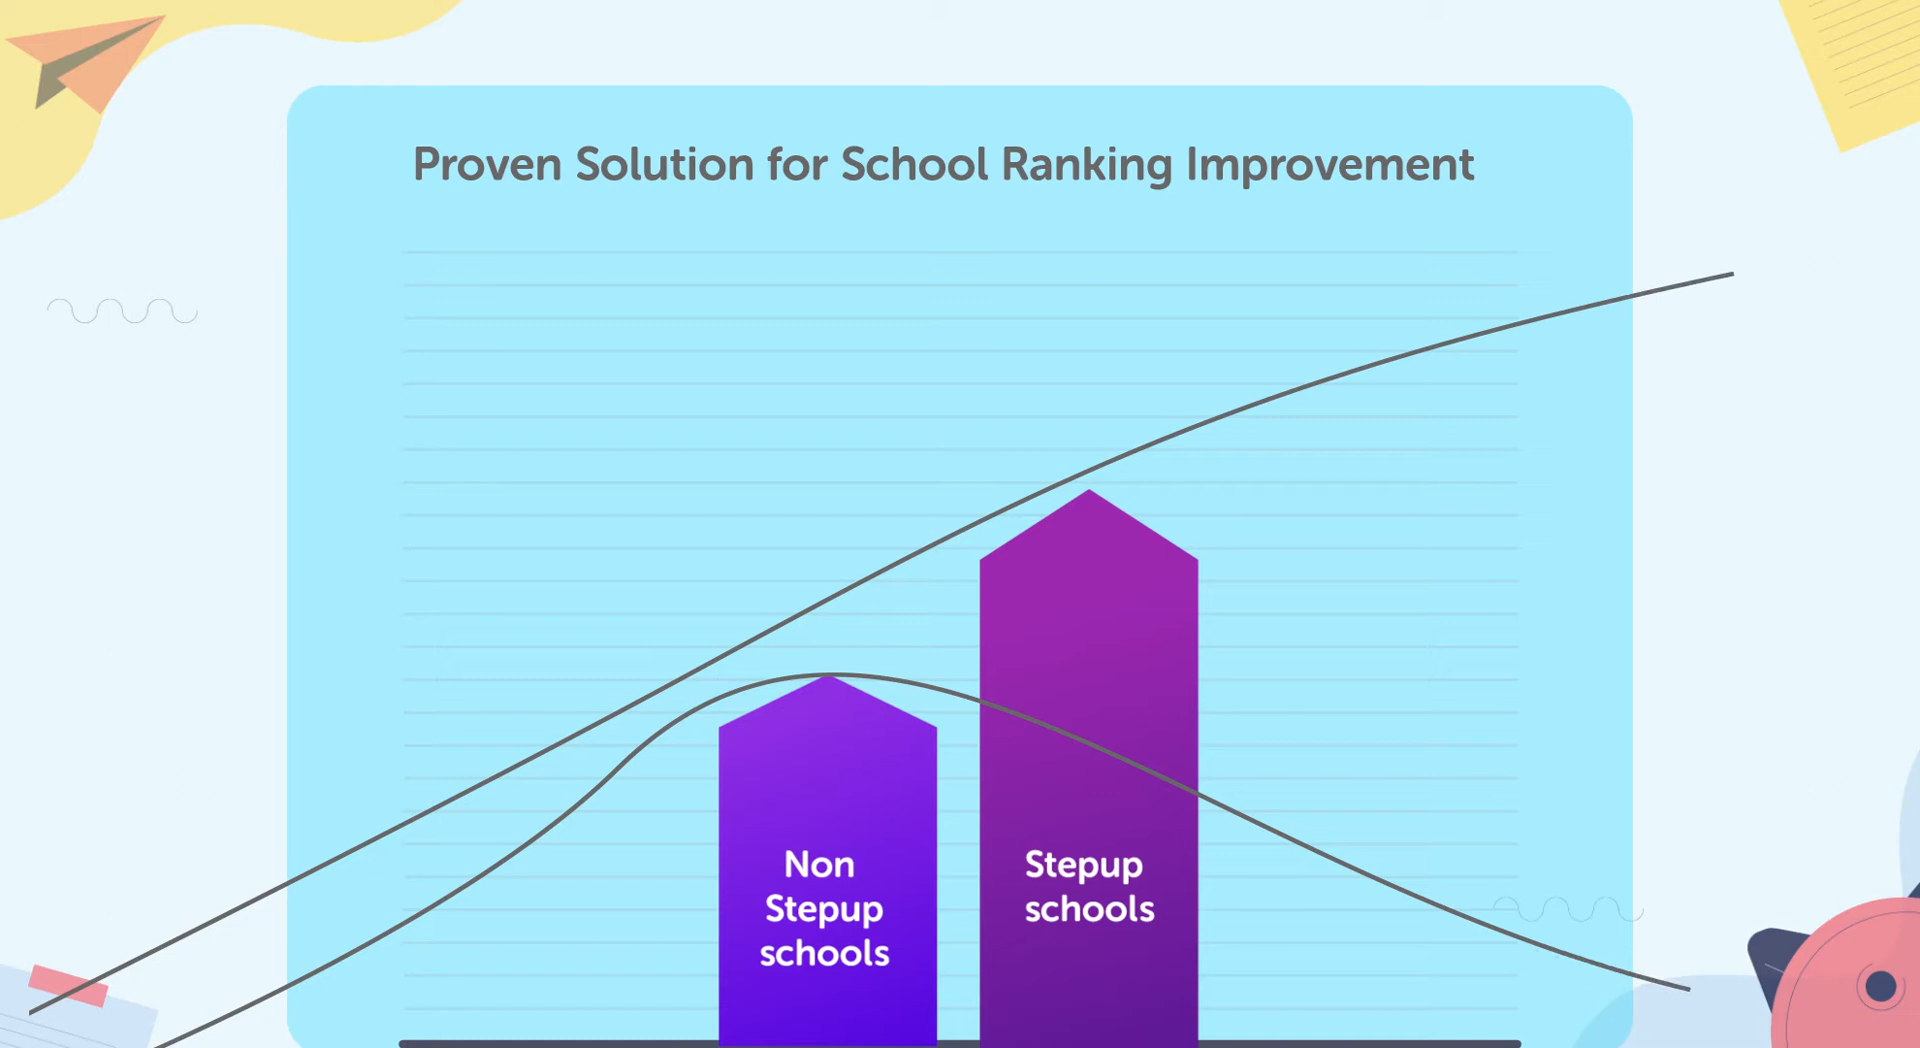 Proven Solution for School Ranking Improvement
Non
Stepup
schools
Stepup
schools